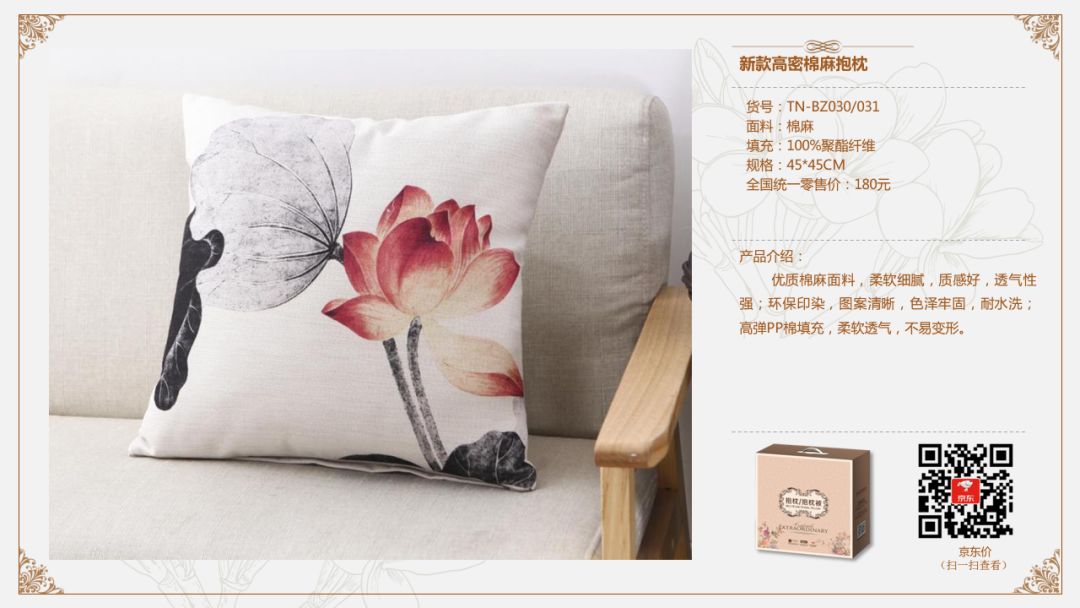 新款高密棉麻抱枕
货号：TN-BZ030/031
面料：棉麻
填充：100%聚酯纤维
规格：45*45CM
全国统一零售价：180元
产品介绍：
优质棉麻面料，柔软细腻，质感好，透气性
强；环保印染，图案清晰，色泽牢固，耐水洗；
高弹PP棉填充，柔软透气，不易变形。
抱枕/抱枕被
EXTRAORDINARY
京东
京东价
（扫一扫查看）